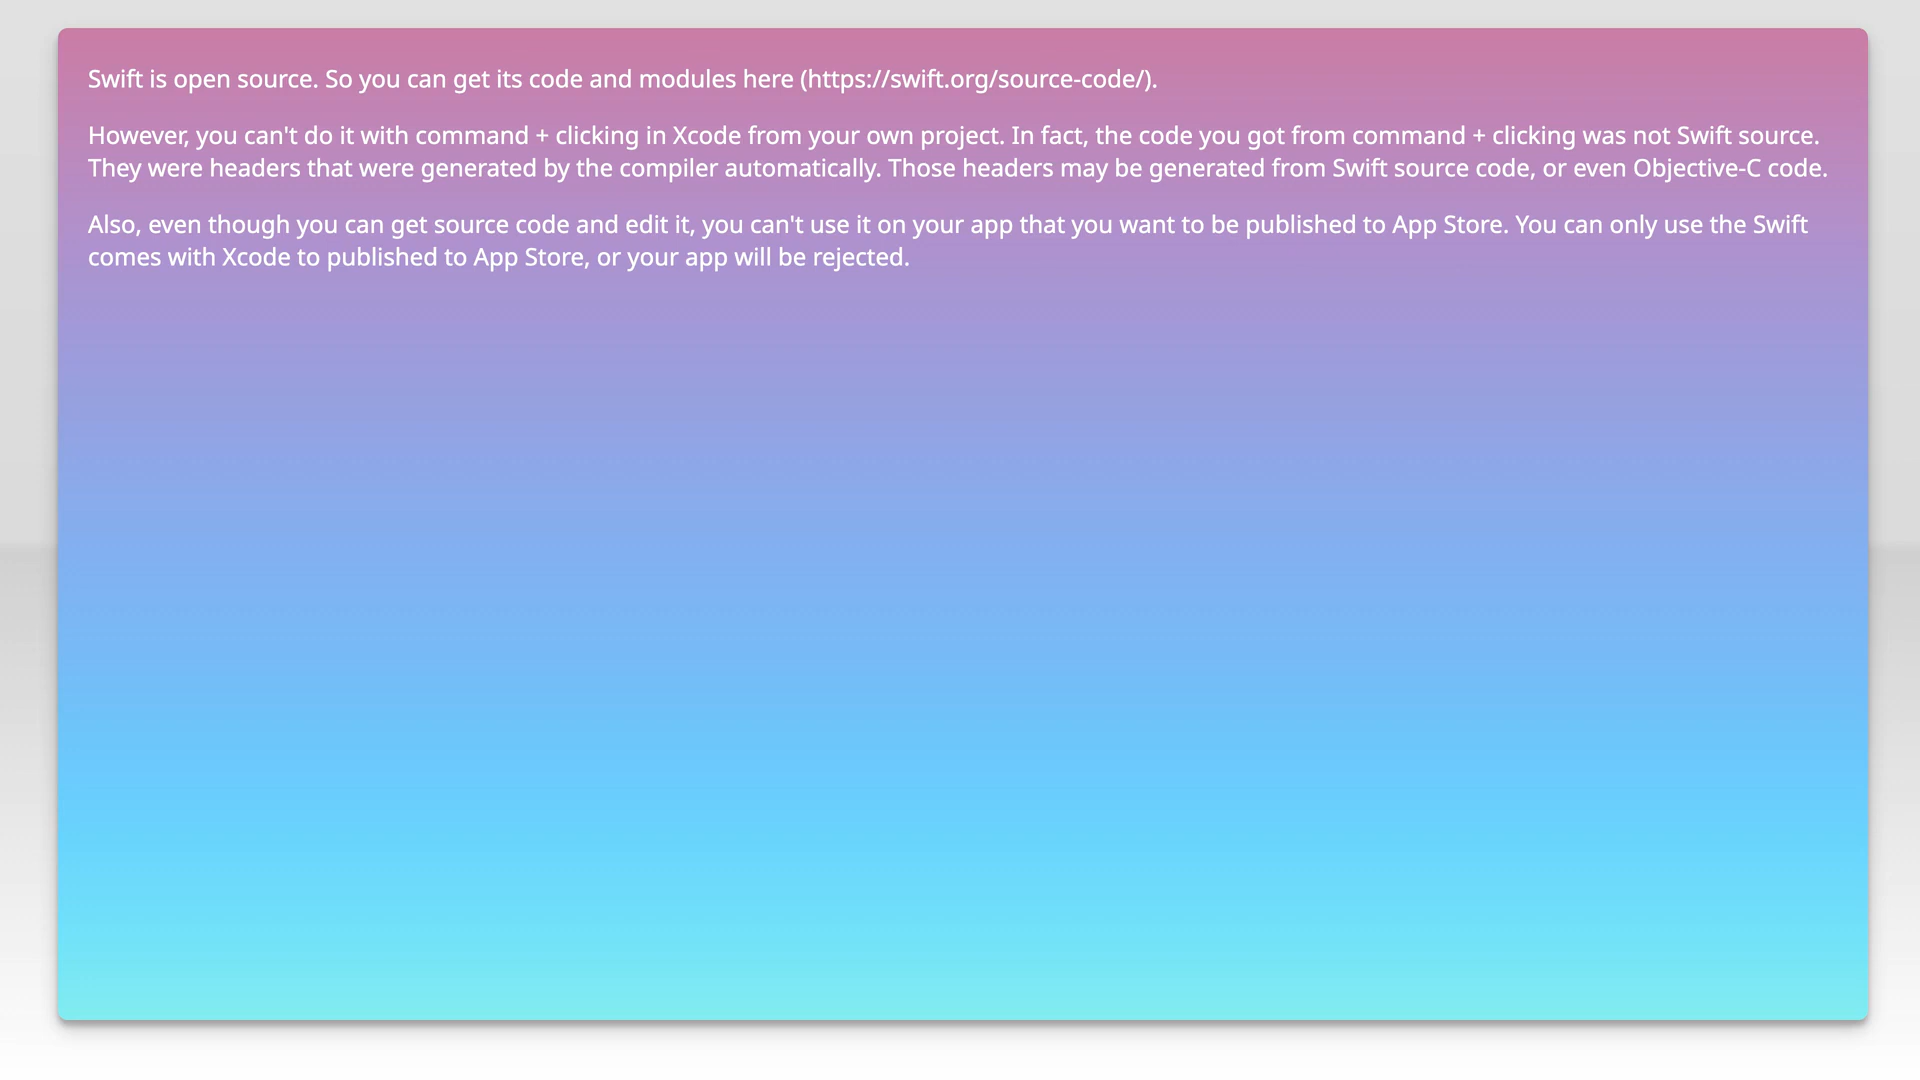 Swift is open source. So you can get its code and modules here (https://swift.org/source-code/).
However, you can't do it with command + clicking in Xcode from your own project. In fact, the code you got from command + clicking was not Swift source.
They were headers that were generated by the compiler automatically. Those headers may be generated from Swift source code, or even Objective-C code.
Also, even though you can get source code and edit it, you can't use it on your app that you want to be published to App Store. You can only use the Swift
comes with Xcode to published to App Store, or your app will be rejected.